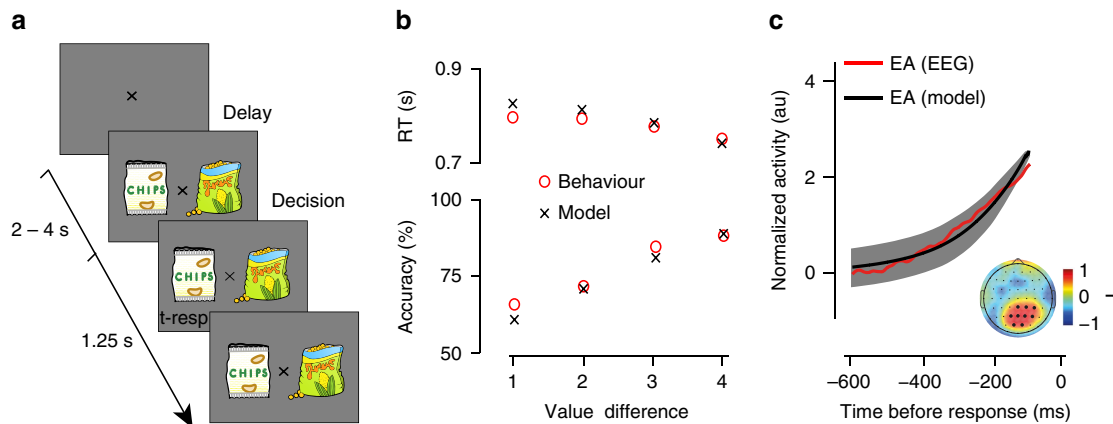 a
Delay
CHIPS
Decision
CHIPS
2 – 4 s
t-resp
1.25 s
CHIPS
b
0.9
RT (s)
0.7
Behaviour
Model
100
Accuracy (%)
75
50
1 2 3 4
Value difference
c
EA (EEG)
EA (model)
4
Normalized activity (au)
2
0
1
0
–1
–600 –400 –200 0
Time before response (ms)